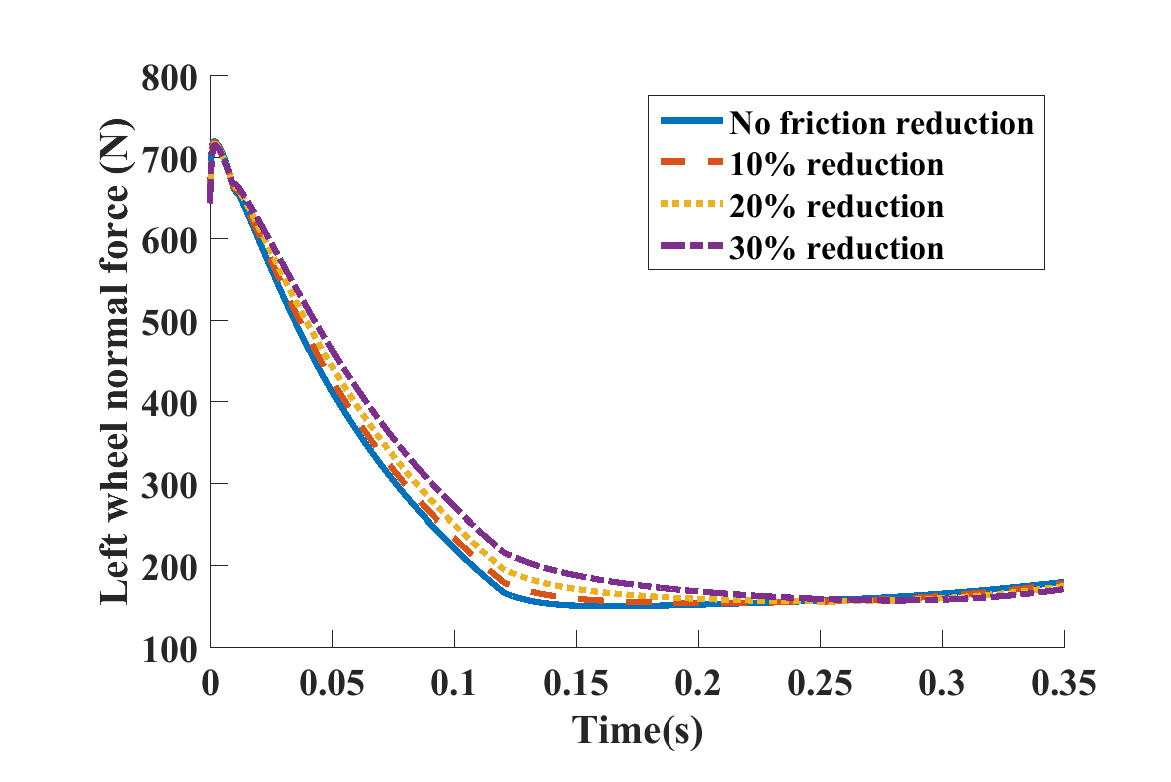 800
700
600
500
400
300
200
100
Left wheel normal force (N)
No friction reduction
10% reduction
20% reduction
30% reduction
0 0.05 0.1 0.15 0.2 0.25 0.3 0.35
Time(s)